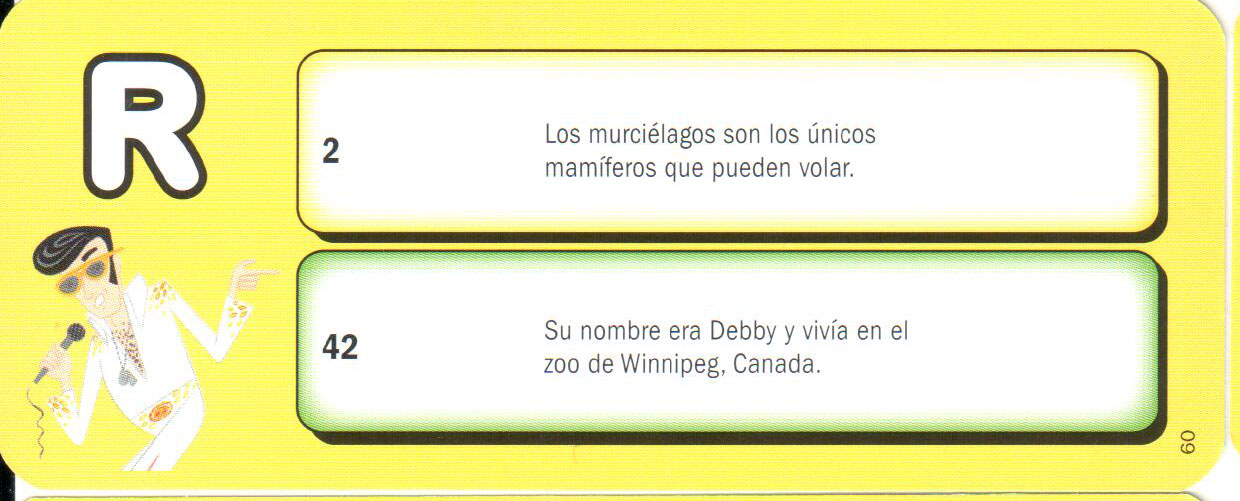 R
2
Los murciélagos son los únicos
mamíferos que pueden volar.
42
Su nombre era Debby y vivía en el
zoo de Winnipeg, Canada.
60